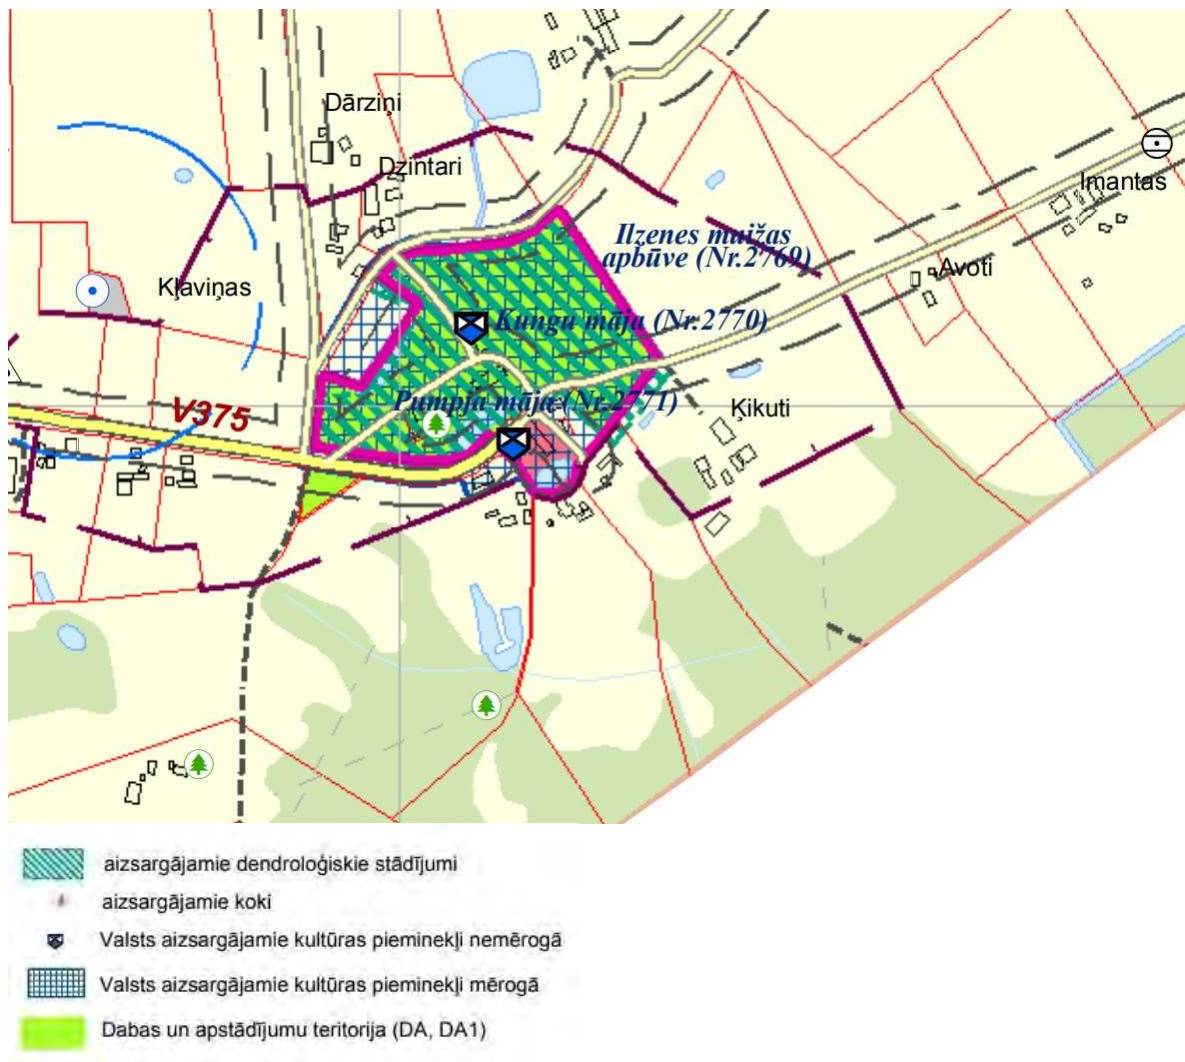 Dārziņi
Dzintari
Imantas
Ilzenes muižas
apbūve (Nr.2769)
Avoti
Kļaviņas
Kungu māja (Nr.2770)
V375
Pumpja māja (Nr.2771)
Ķikuti
aizsargājamie dendroloģiskie stādījumi
aizsargājamie koki
Valsts aizsargājamie kultūras pieminekļi nemērogā
Valsts aizsargājamie kultūras pieminekļi mērogā
Dabas un apstādījumu teritorija (DA, DA1)